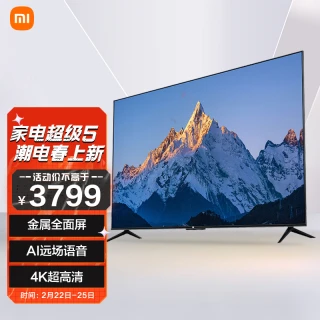 mi
家电超级5
潮电春上新
活动价不高于
¥3799
金属全面屏
AI远场语音
4K超高清
时间：2月22日-25日